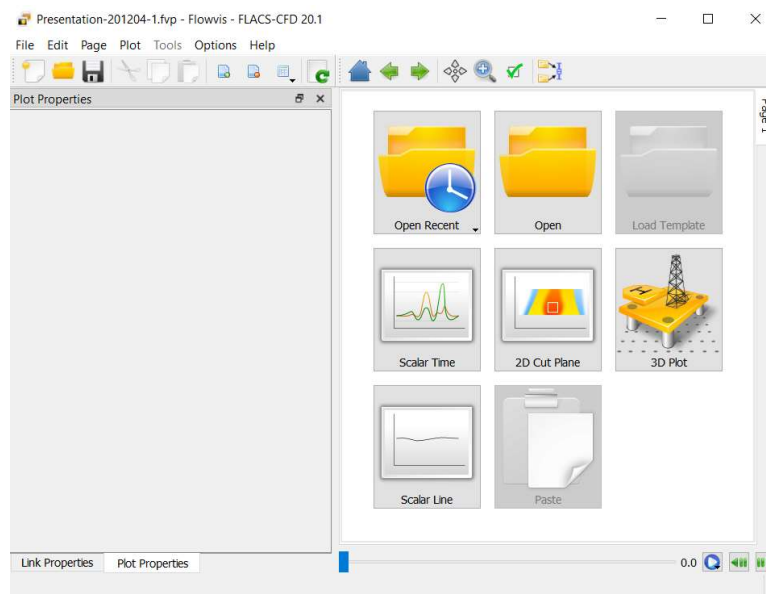 Presentation-201204-1.fvp - Flowvis - FLACS-CFD 20.1
File Edit Page Plot Tools Options Help
Plot Properties
Page 1
Open Recent Open Load Template
H
Scalar Time 2D Cut Plane 3D Plot
Scalar Line Paste
Link Properties Plot Properties
0.0